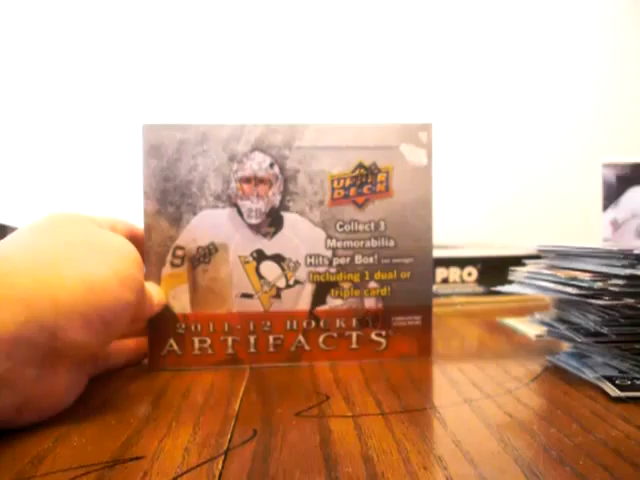 UPPER
DECK
Collect 3
Memorabilia
Hits per Box!
Including 1 dual or
triple card!
9
2011-12 HOCKEY
ARTIFACTS
PRO